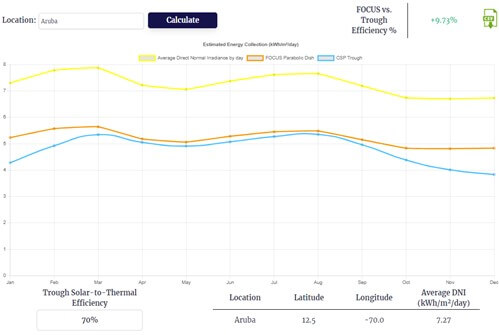 Location: Aruba Calculate
FOCUS vs.
Trough
Efficiency %
+9.73%
CSV
Estimated Energy Collection (kWh/m²/day)
Average Direct Normal Irradiance by day FOCUS Parabolic Dish CSP Trough
8
7
6
5
4
3
2
1
0
Jan Feb Mar Apr May Jun Jul Aug Sep Oct Nov Dec
Trough Solar-to-Thermal
Efficiency
70%
Location Latitude Longitude Average DNI
(kWh/m²/day)
Aruba 12.5 -70.0 7.27